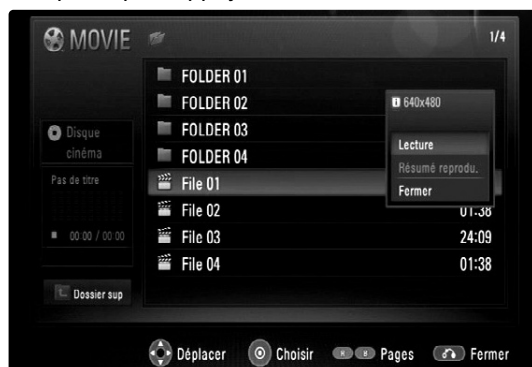 MOVIE 1/4
FOLDER 01
FOLDER 02
FOLDER 03
FOLDER 04
File 01
File 02 01:38
File 03 24:09
File 04 01:38
640x480
Lecture
Résumé reprodu.
Fermer
Disque
cinéma
Pas de titre
00:00 / 00:00
Dossier sup
Déplacer Choisir Pages Fermer